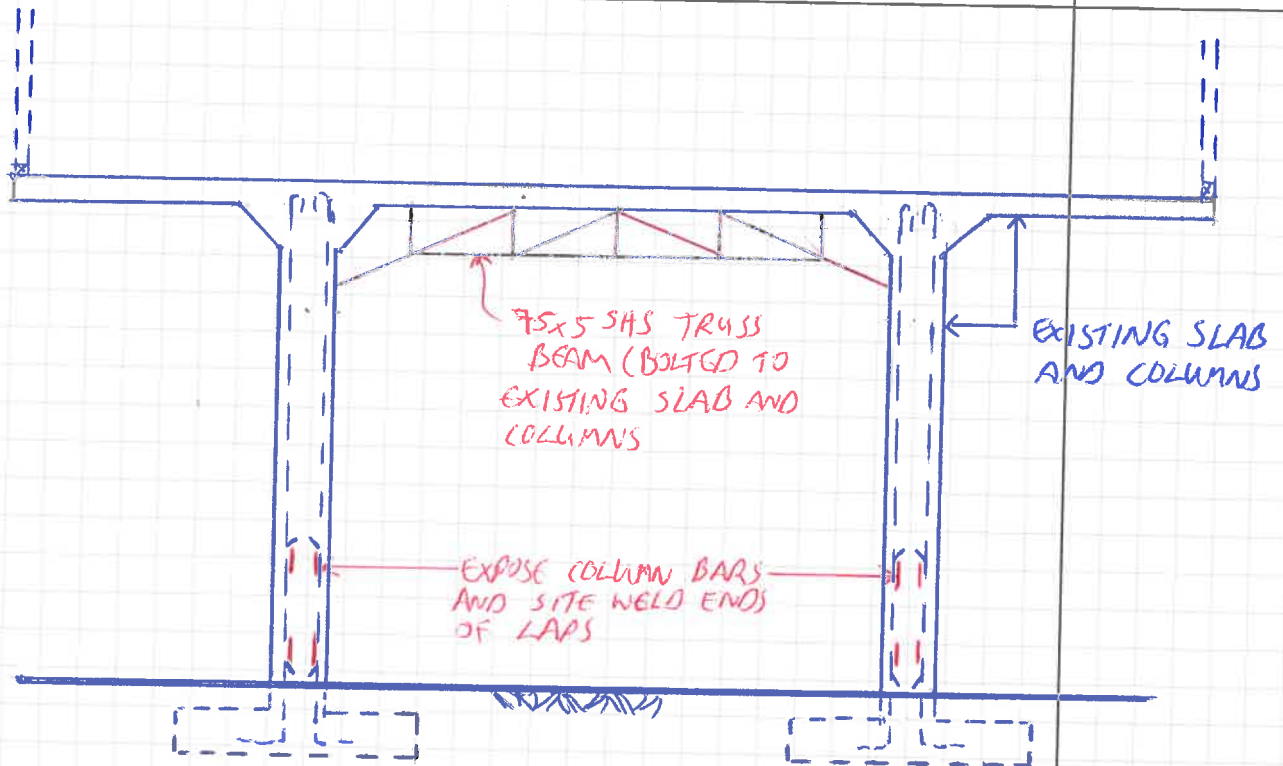 75x5 SHS TRUSS
BEAM (BOLTED TO
EXISTING SLAB AND
COLUMNS
EXISTING SLAB
AND COLUMNS
EXPOSE COLUMN BARS
AND SITE WELD ENDS
OF LAPS